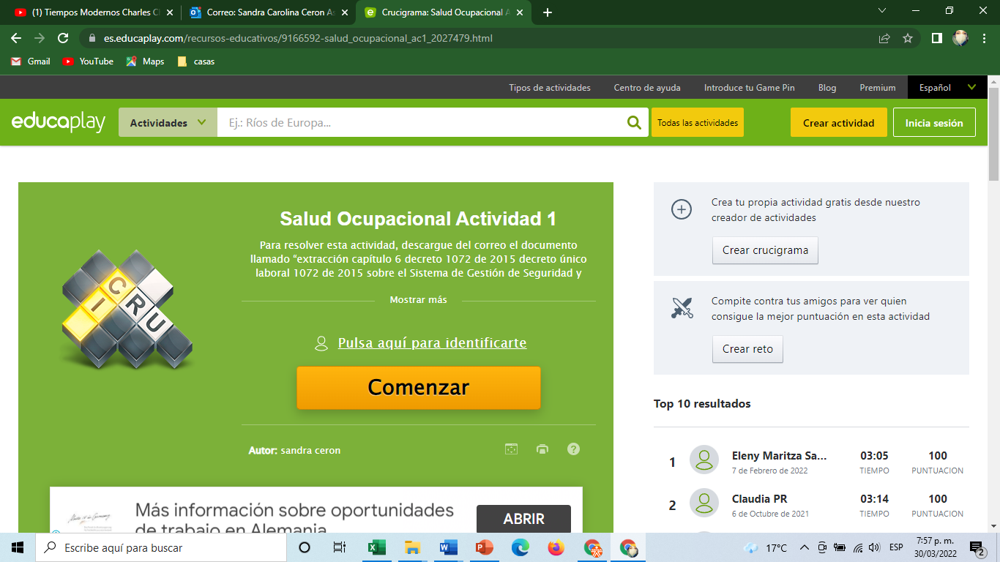 (1) Tiempos Modernos Charles C
Correo: Sandra Carolina Ceron As
Crucigrama: Salud Ocupacional A
es.educaplay.com/recursos-educativos/9166592-salud_ocupacional_ac1_2027479.html
Gmail
YouTube
Maps
casas
Tipos de actividades
Centro de ayuda
Introduce tu Game Pin
Blog
Premium
Español
educaplay
Actividades
Ej.: Ríos de Europa...
Todas las actividades
Crear actividad
Inicia sesión
Salud Ocupacional Actividad 1
Para resolver esta actividad, descargue del correo el documento
llamado “extracción capítulo 6 decreto 1072 de 2015 decreto único
laboral 1072 de 2015 sobre el Sistema de Gestión de Seguridad y
Mostrar más
CRU
I
Pulsa aquí para identificarte
Comenzar
Autor: sandra ceron
Más información sobre oportunidades
de trabajo en Alemania
ABRIR
Crea tu propia actividad gratis desde nuestro
creador de actividades
Crear crucigrama
Compite contra tus amigos para ver quien
consigue la mejor puntuación en esta actividad
Crear reto
Top 10 resultados
1 Eleny Maritza Sa... 03:05 100
7 de Febrero de 2022 TIEMPO PUNTUACION
2 Claudia PR 03:14 100
6 de Octubre de 2021 TIEMPO PUNTUACION
Escribe aquí para buscar
17°C
ESP
7:57 p. m.
30/03/2022
2